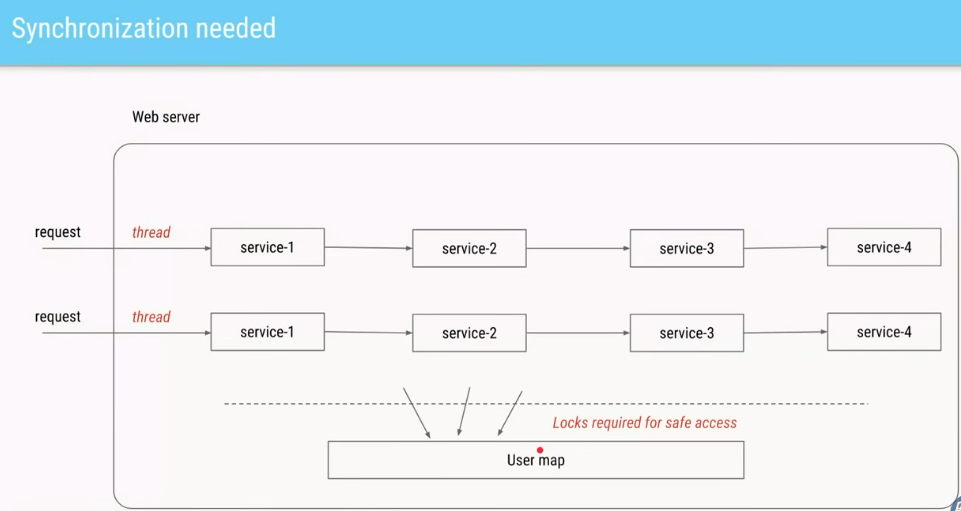 Synchronization needed
Web server
request thread service-1 service-2 service-3 service-4
request thread service-1 service-2 service-3 service-4
Locks required for safe access
User map